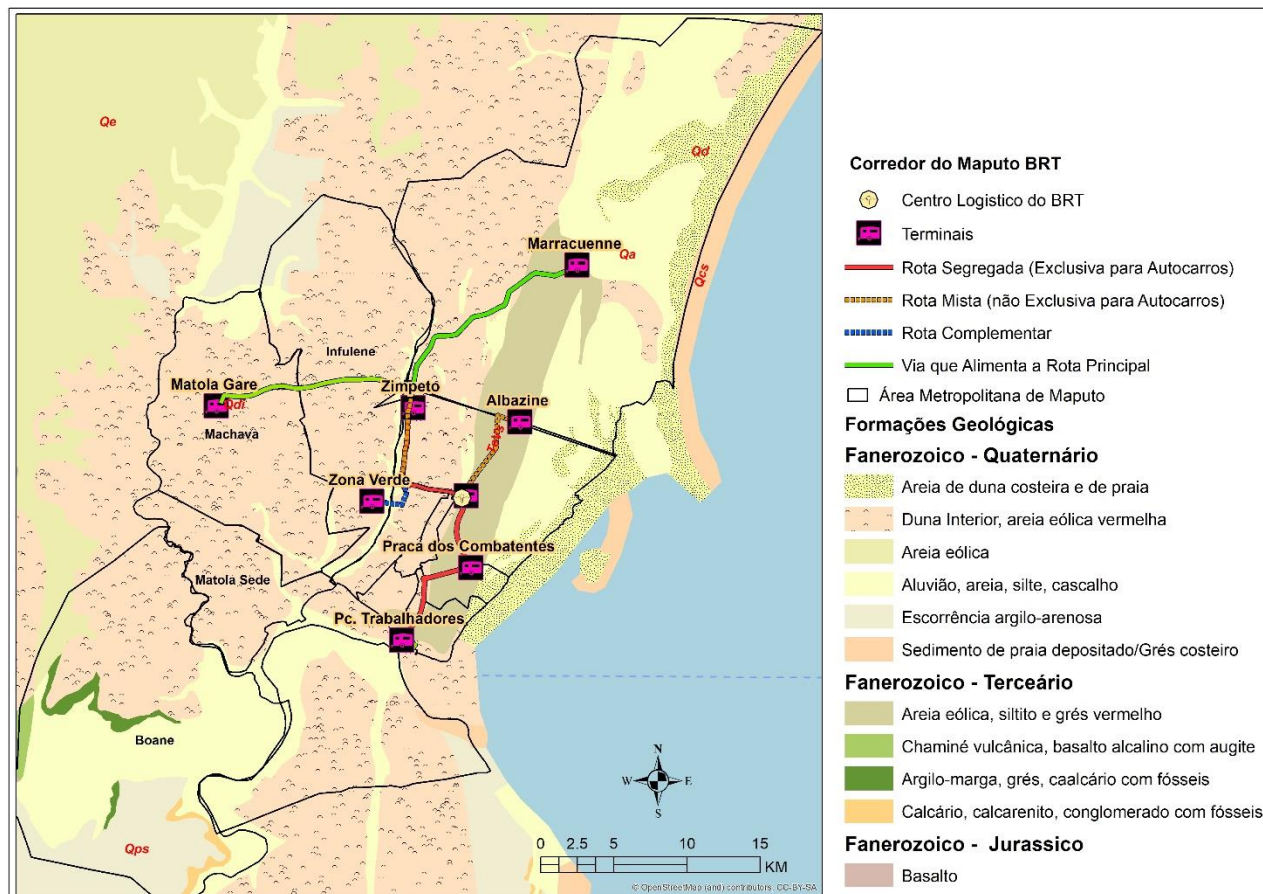 Qe
Qd
Marracuenne
Qa
Qcs
Infulene
Matola Gare
Zimpeto
Albazine
Qdi
Machava
Zona Verde
Praca dos Combatentes
Matola Sede
Pc. Trabalhadores
Boane
Qps
N
W
E
S
0 2.5 5 10 15
KM
© OpenStreetMap (and) contributors, CC-BY-SA
Corredor do Maputo BRT
Centro Logistico do BRT
Terminais
Rota Segregada (Exclusiva para Autocarros)
Rota Mista (não Exclusiva para Autocarros)
Rota Complementar
Via que Alimenta a Rota Principal
Área Metropolitana de Maputo
Formações Geológicas
Fanerozoico - Quaternário
Areia de duna costeira e de praia
Duna Interior, areia eólica vermelha
Areia eólica
Aluvião, areia, silte, cascalho
Escorrência argilo-arenosa
Sedimento de praia depositado/Grés costeiro
Fanerozoico - Terceário
Areia eólica, siltito e grés vermelho
Chaminé vulcânica, basalto alcalino com augite
Argilo-marga, grés, caalcário com fósseis
Calcário, calcarenito, conglomerado com fósseis
Fanerozoico - Jurassico
Basalto